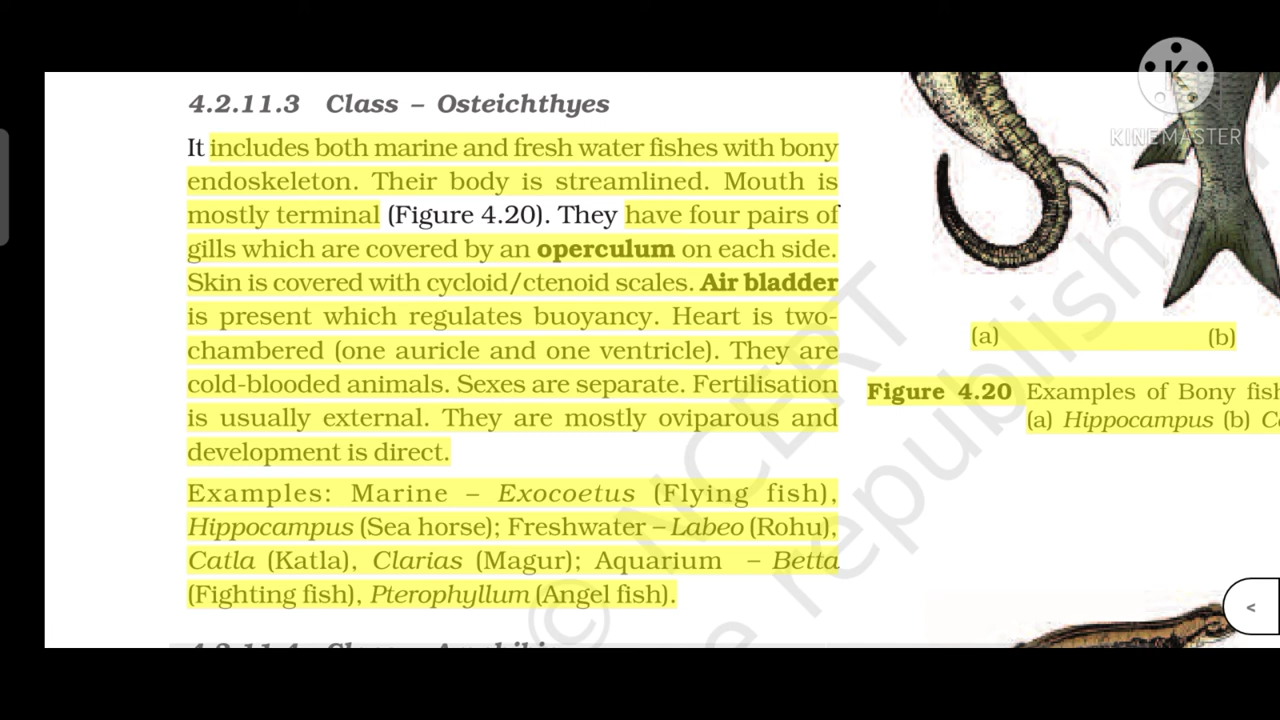 KINEMASTER
4.2.11.3 Class – Osteichthyes
It includes both marine and fresh water fishes with bony
endoskeleton. Their body is streamlined. Mouth is
mostly terminal (Figure 4.20). They have four pairs of
gills which are covered by an operculum on each side.
Skin is covered with cycloid/ctenoid scales. Air bladder
is present which regulates buoyancy. Heart is two-
chambered (one auricle and one ventricle). They are
cold-blooded animals. Sexes are separate. Fertilisation
is usually external. They are mostly oviparous and
development is direct.
Examples: Marine – Exocoetus (Flying fish),
Hippocampus (Sea horse); Freshwater – Labeo (Rohu),
Catla (Katla), Clarias (Magur); Aquarium – Betta
(Fighting fish), Pterophyllum (Angel fish).
(a) (b)
Figure 4.20 Examples of Bony fish
(a) Hippocampus (b)
© NCERT
republished